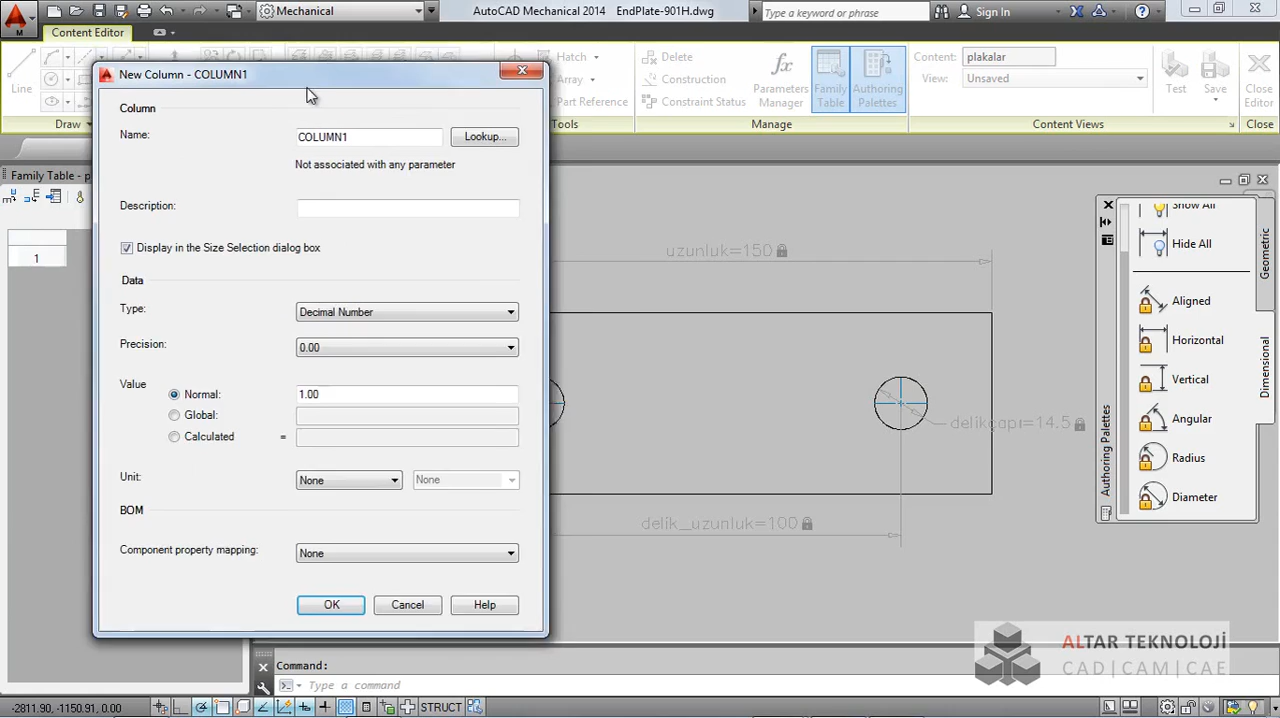 Mechanical
AutoCAD Mechanical 2014 EndPlate-901H.dwg
Type a keyword or phrase
Sign In
Content Editor
Line
Draw
Hatch
Array
Part Reference
Tools
Delete
Construction
Constraint Status
Parameters Manager
Family Table
Authoring Palettes
Manage
Content: plakalar
View: Unsaved
Content Views
Test
Save
Close Editor
Close
New Column - COLUMN1
Column
Name: COLUMN1 Lookup...
Not associated with any parameter
Description:
Display in the Size Selection dialog box
Data
Type: Decimal Number
Precision: 0.00
Value
Normal: 1.00
Global:
Calculated =
Unit: None None
BOM
Component property mapping: None
OK Cancel Help
Family Table - p
1
uzunluk=150
delikçapı=14.5
delik_uzunluk=100
Show All
Hide All
Aligned
Horizontal
Vertical
Angular
Radius
Diameter
Geometric
Dimensional
Authoring Palettes
Command:
Type a command
ALTAR TEKNOLOJİ
CAD|CAM|CAE
-2811.90, -1150.91, 0.00
STRUCT